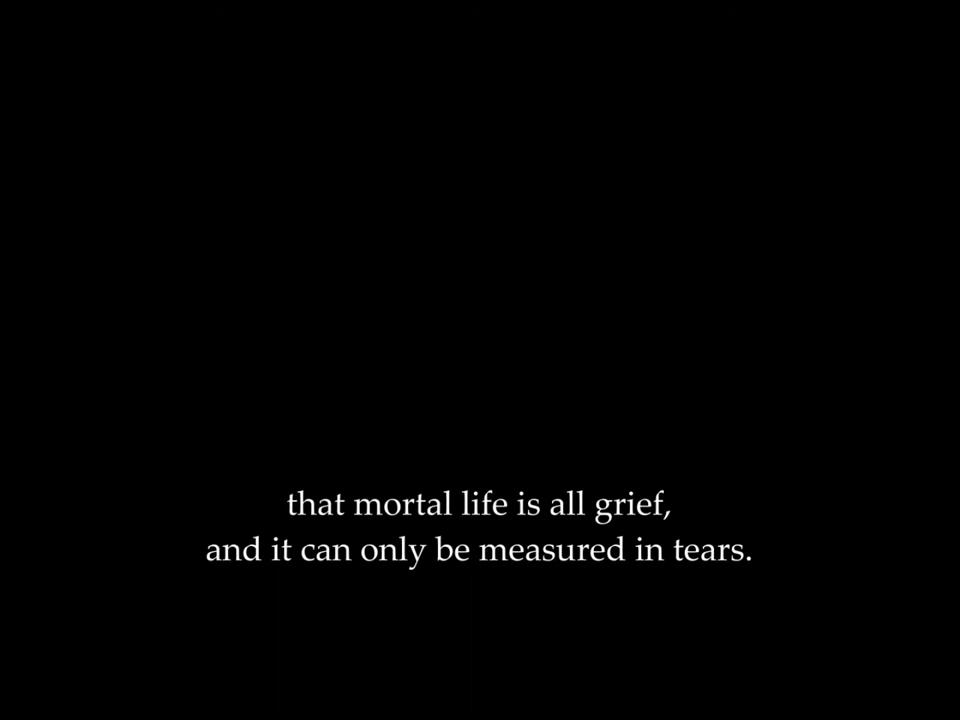 that mortal life is all grief,
and it can only be measured in tears.